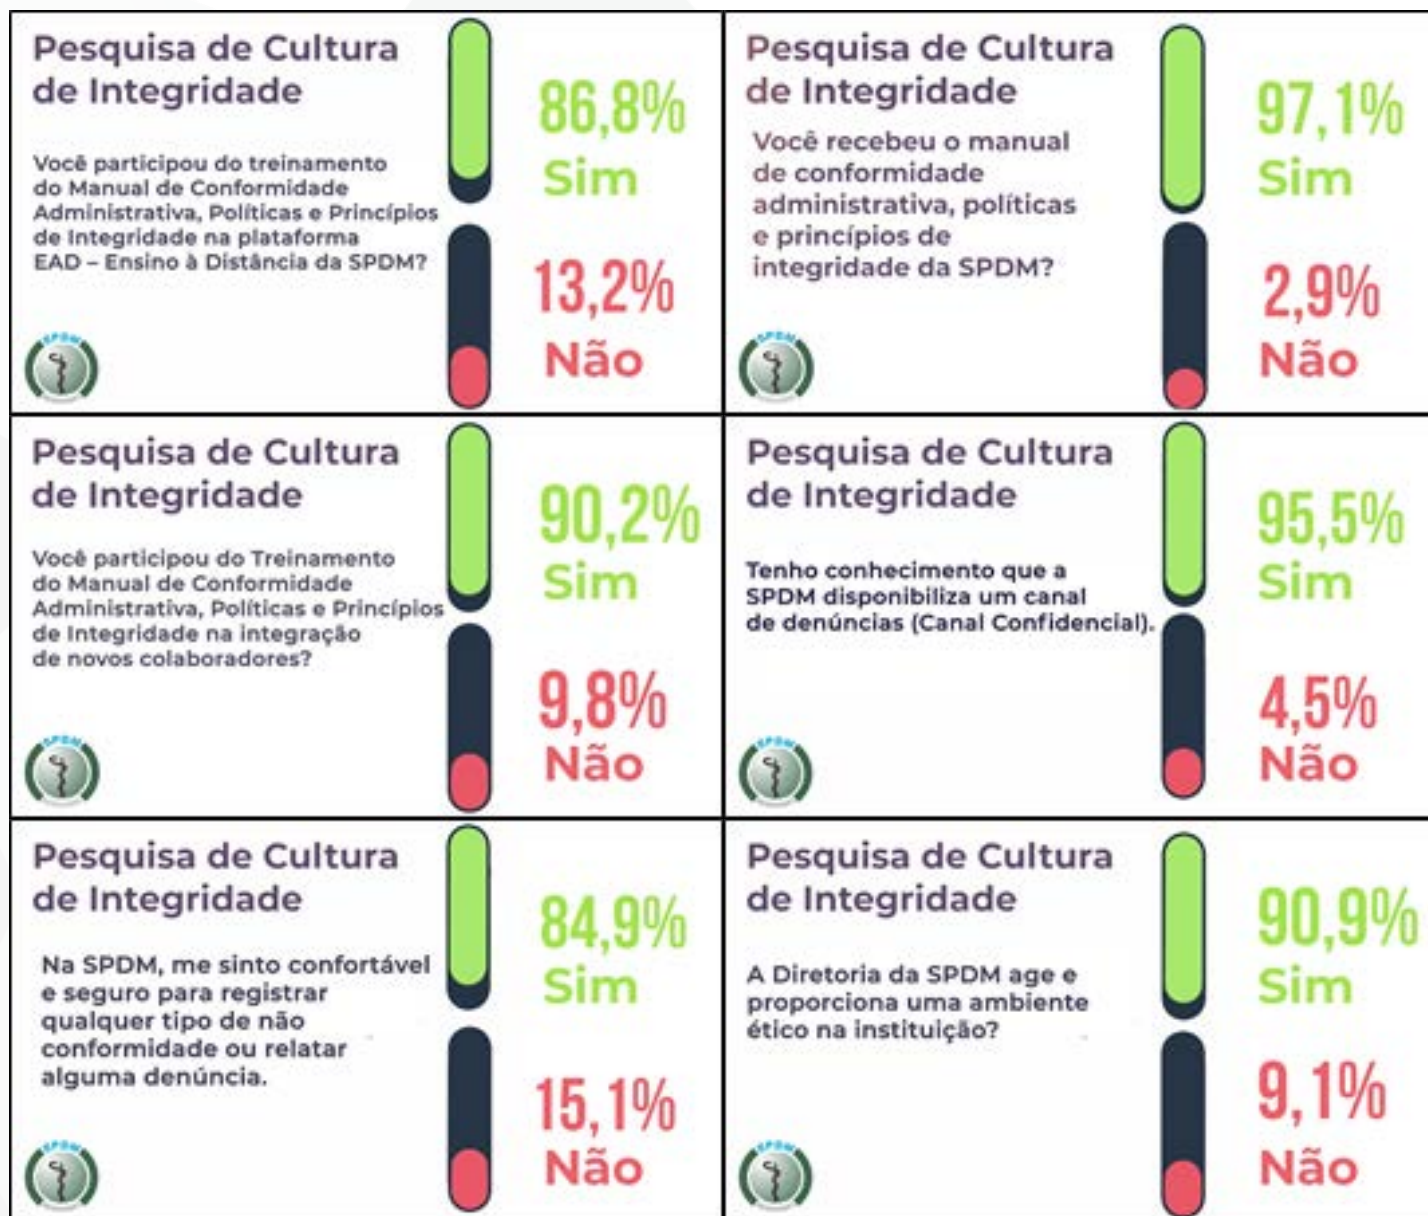 Pesquisa de Cultura
de Integridade
Você participou do treinamento
do Manual de Conformidade
Administrativa, Políticas e Princípios
de Integridade na plataforma
EAD – Ensino à Distância da SPDM?
86,8%
Sim
13,2%
Não
SPDM
Pesquisa de Cultura
de Integridade
Você recebeu o manual
de conformidade
administrativa, políticas
e princípios de
integridade da SPDM?
97,1%
Sim
2,9%
Não
SPDM
Pesquisa de Cultura
de Integridade
Você participou do Treinamento
do Manual de Conformidade
Administrativa, Políticas e Princípios
de Integridade na integração
de novos colaboradores?
90,2%
Sim
9,8%
Não
SPDM
Pesquisa de Cultura
de Integridade
Tenho conhecimento que a
SPDM disponibiliza um canal
de denúncias (Canal Confidencial).
95,5%
Sim
4,5%
Não
SPDM
Pesquisa de Cultura
de Integridade
Na SPDM, me sinto confortável
e seguro para registrar
qualquer tipo de não
conformidade ou relatar
alguma denúncia.
84,9%
Sim
15,1%
Não
SPDM
Pesquisa de Cultura
de Integridade
A Diretoria da SPDM age e
proporciona uma ambiente
ético na instituição?
90,9%
Sim
9,1%
Não
SPDM